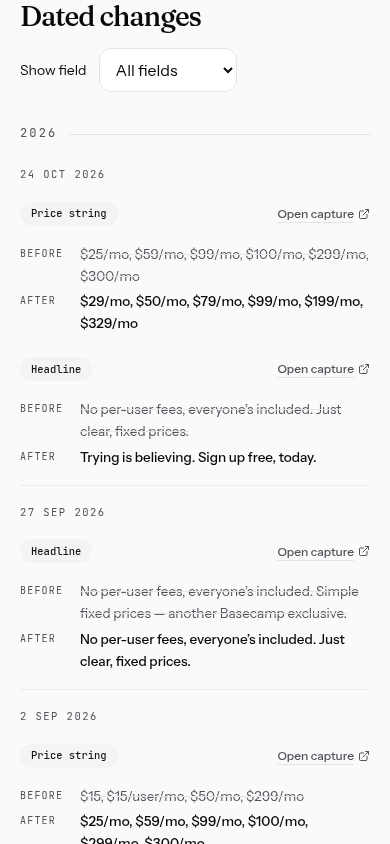 Dated changes
Show field
All fields
2026
24 OCT 2026
Price string
Open capture
BEFORE
$25/mo, $59/mo, $99/mo, $100/mo, $299/mo,
$300/mo
AFTER
$29/mo, $50/mo, $79/mo, $99/mo, $199/mo,
$329/mo
Headline
Open capture
BEFORE
No per-user fees, everyone's included. Just
clear, fixed prices.
AFTER
Trying is believing. Sign up free, today.
27 SEP 2026
Headline
Open capture
BEFORE
No per-user fees, everyone's included. Simple
fixed prices — another Basecamp exclusive.
AFTER
No per-user fees, everyone's included. Just
clear, fixed prices.
2 SEP 2026
Price string
Open capture
BEFORE
$15, $15/user/mo, $50/mo, $299/mo
AFTER
$25/mo, $59/mo, $99/mo, $100/mo,
$299/mo, $300/mo